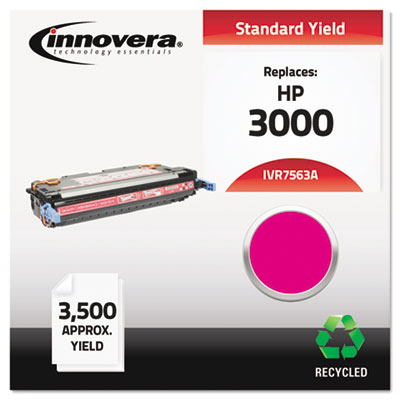 innovera
technology essentials
Standard Yield
Replaces:
HP
3000
IVR7563A
3,500
APPROX.
YIELD
RECYCLED